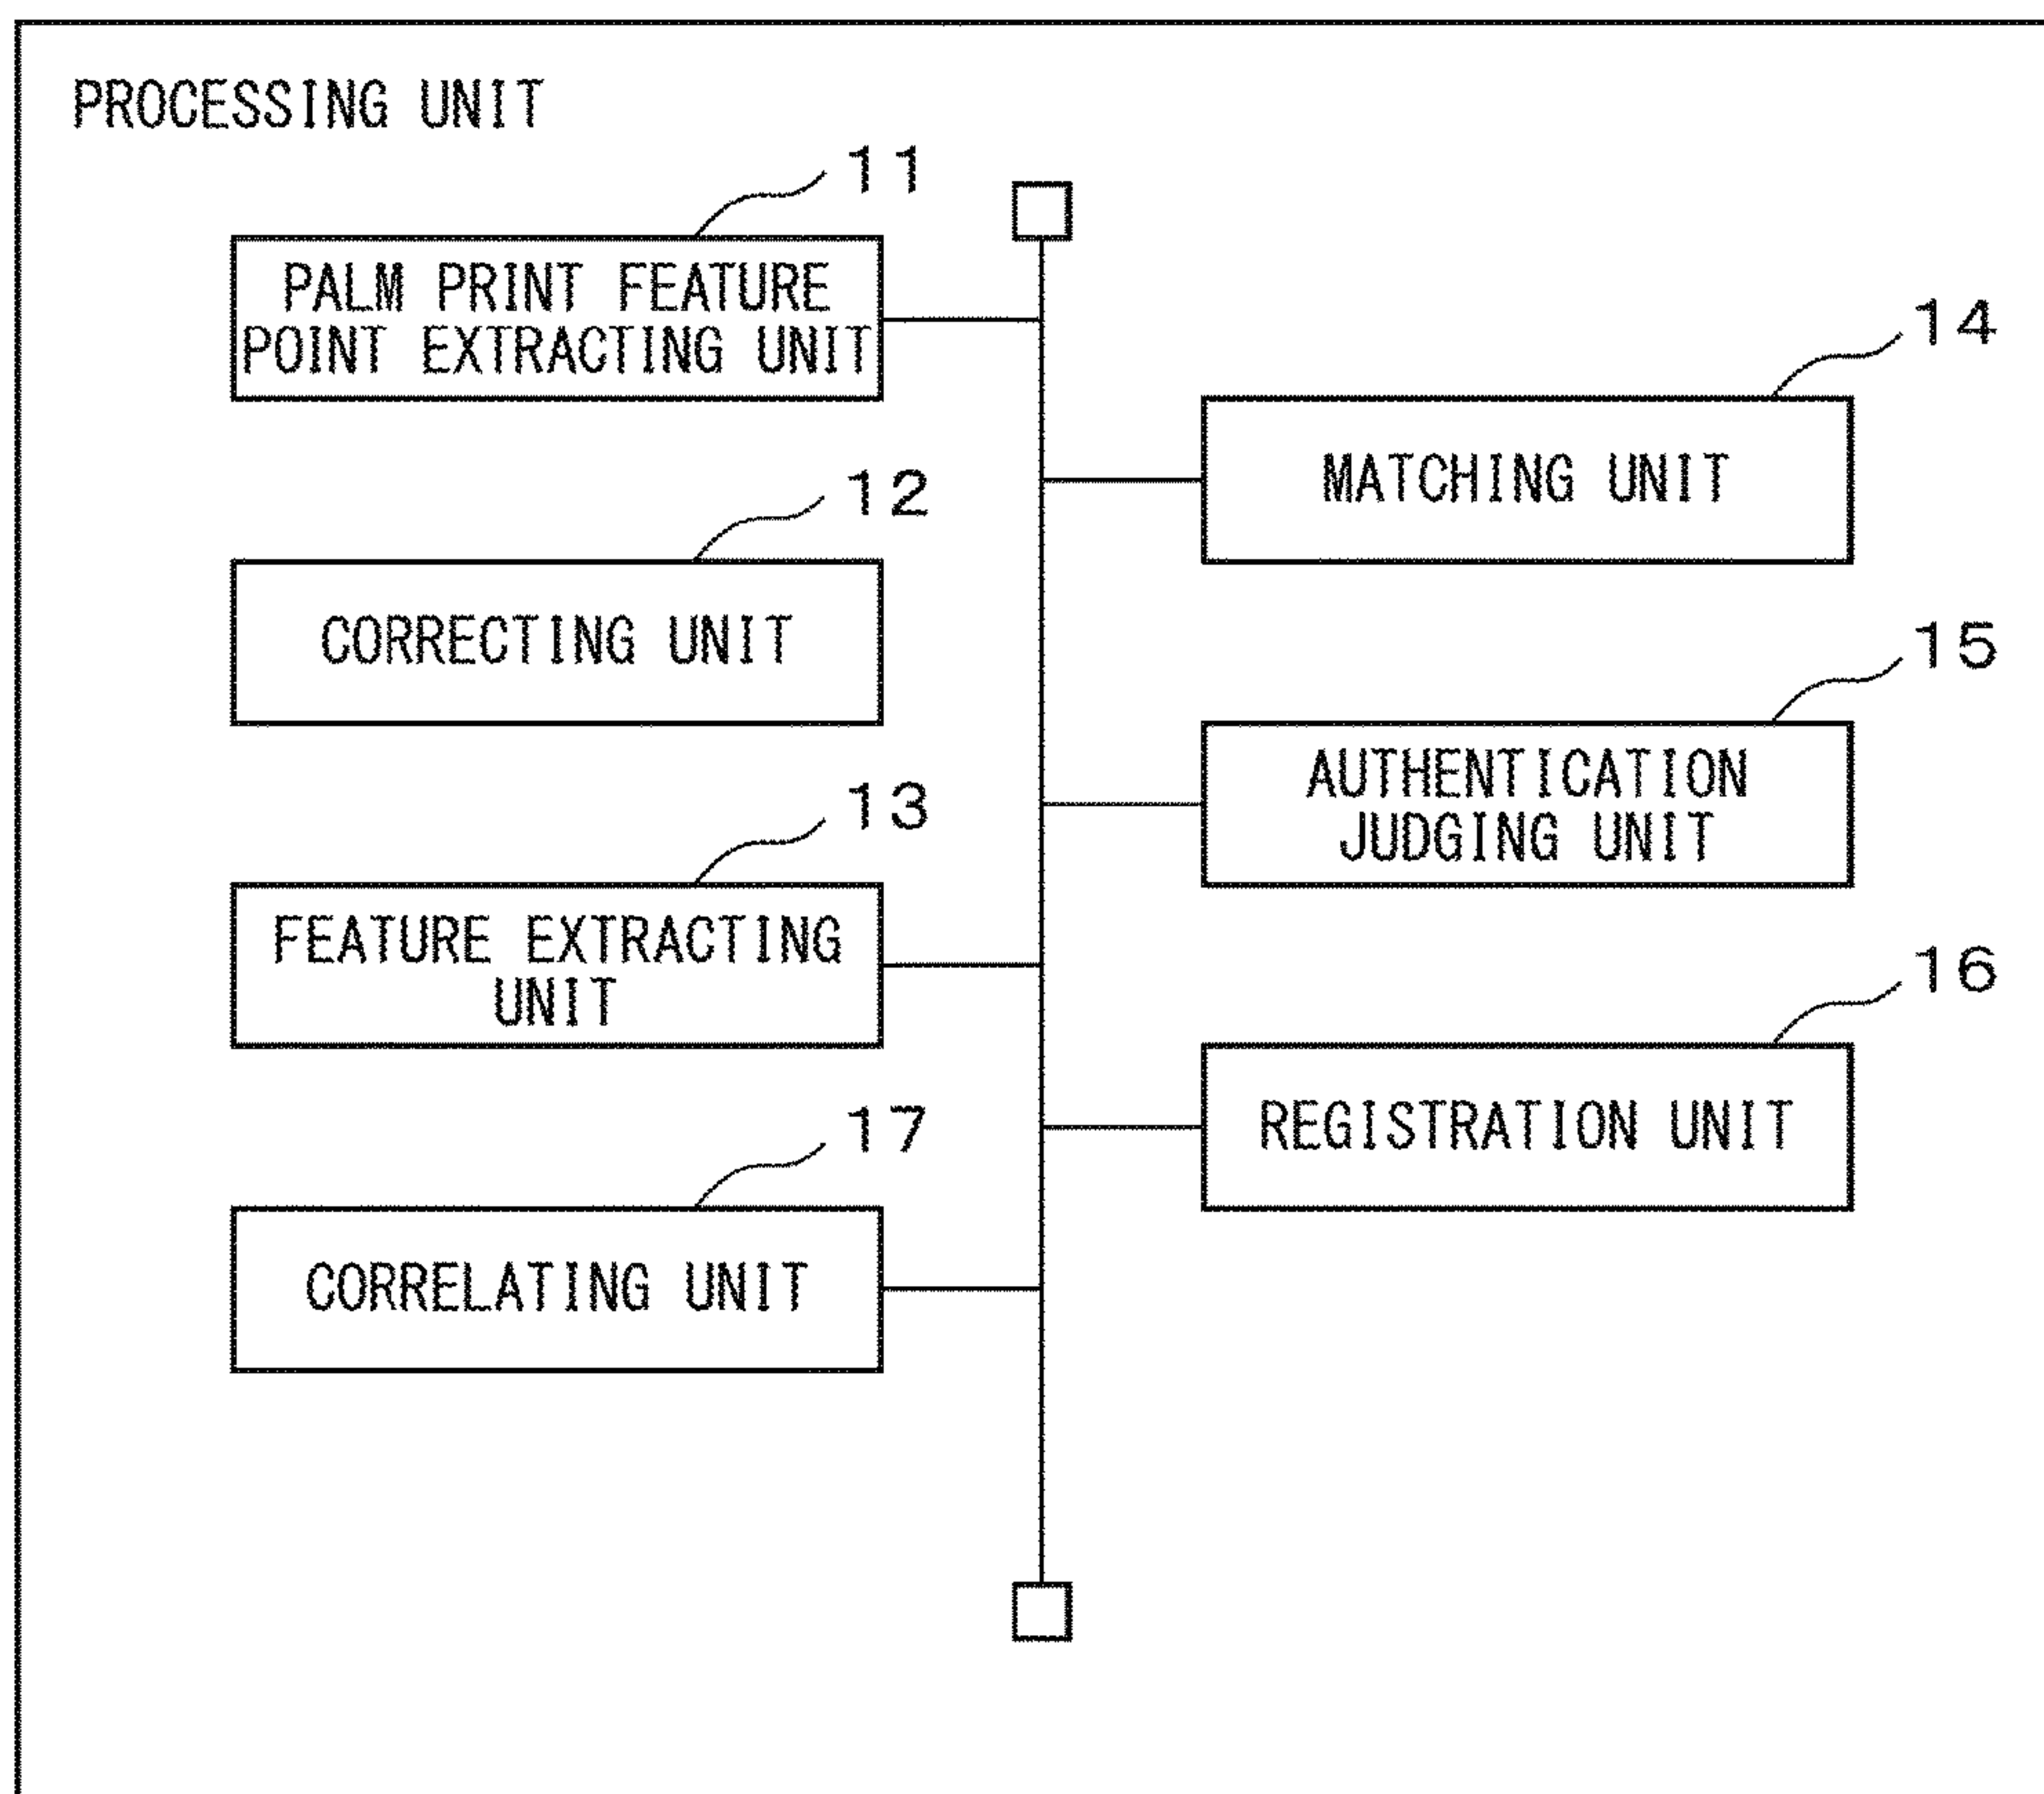 PROCESSING UNIT
11
PALM PRINT FEATURE
POINT EXTRACTING UNIT
12
CORRECTING UNIT
13
FEATURE EXTRACTING
UNIT
17
CORRELATING UNIT
14
MATCHING UNIT
15
AUTHENTICATION
JUDGING UNIT
16
REGISTRATION UNIT